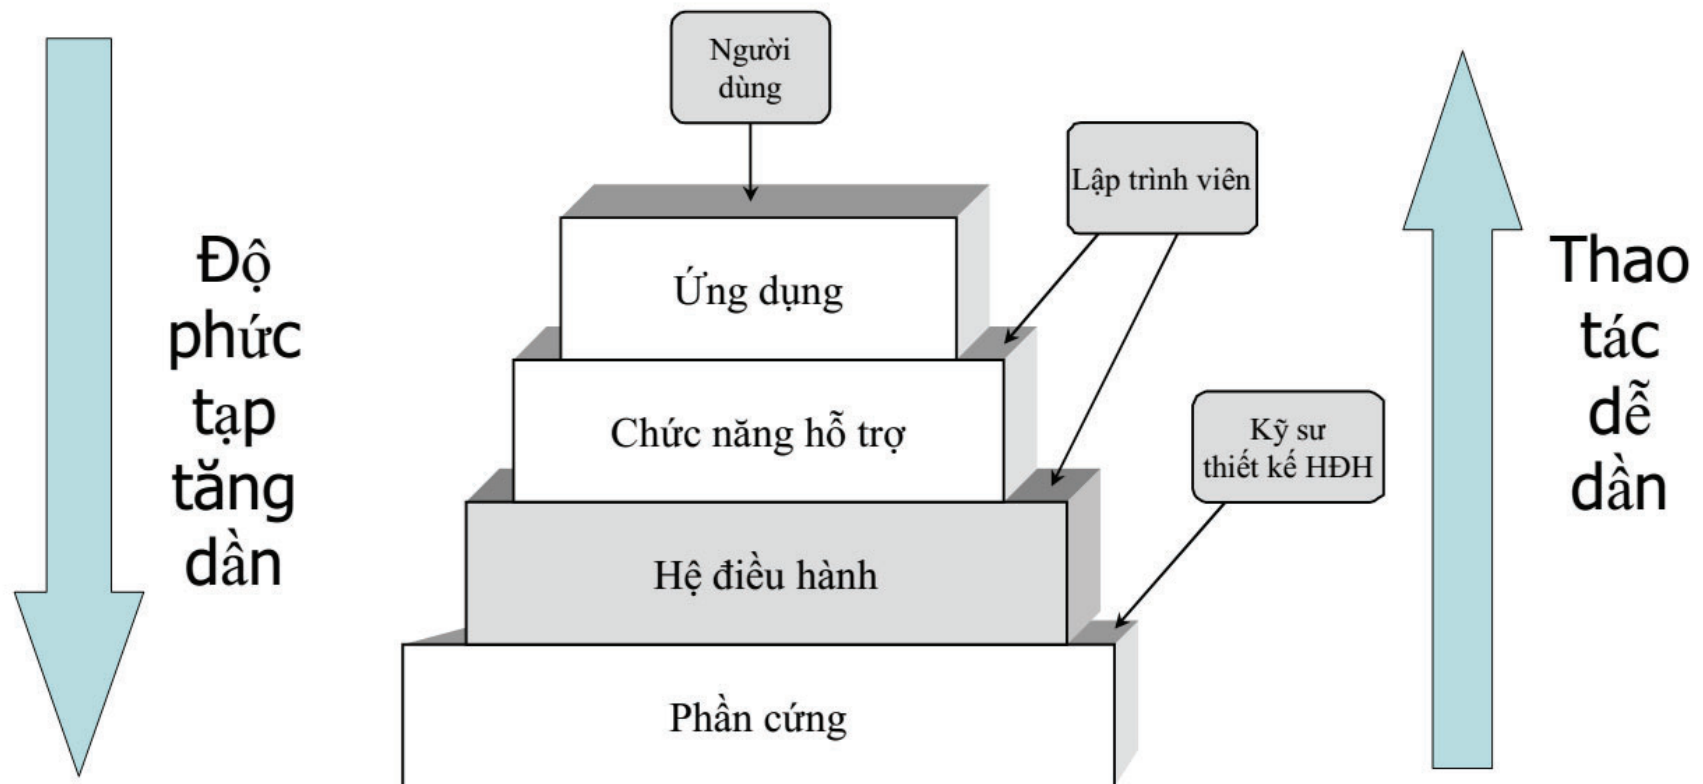 Người
dùng
Lập trình viên
Độ
phức
tạp
tăng
dần
Thao
tác
dễ
dần
Ứng dụng
Chức năng hỗ trợ
Kỹ sư
thiết kế HĐH
Hệ điều hành
Phần cứng